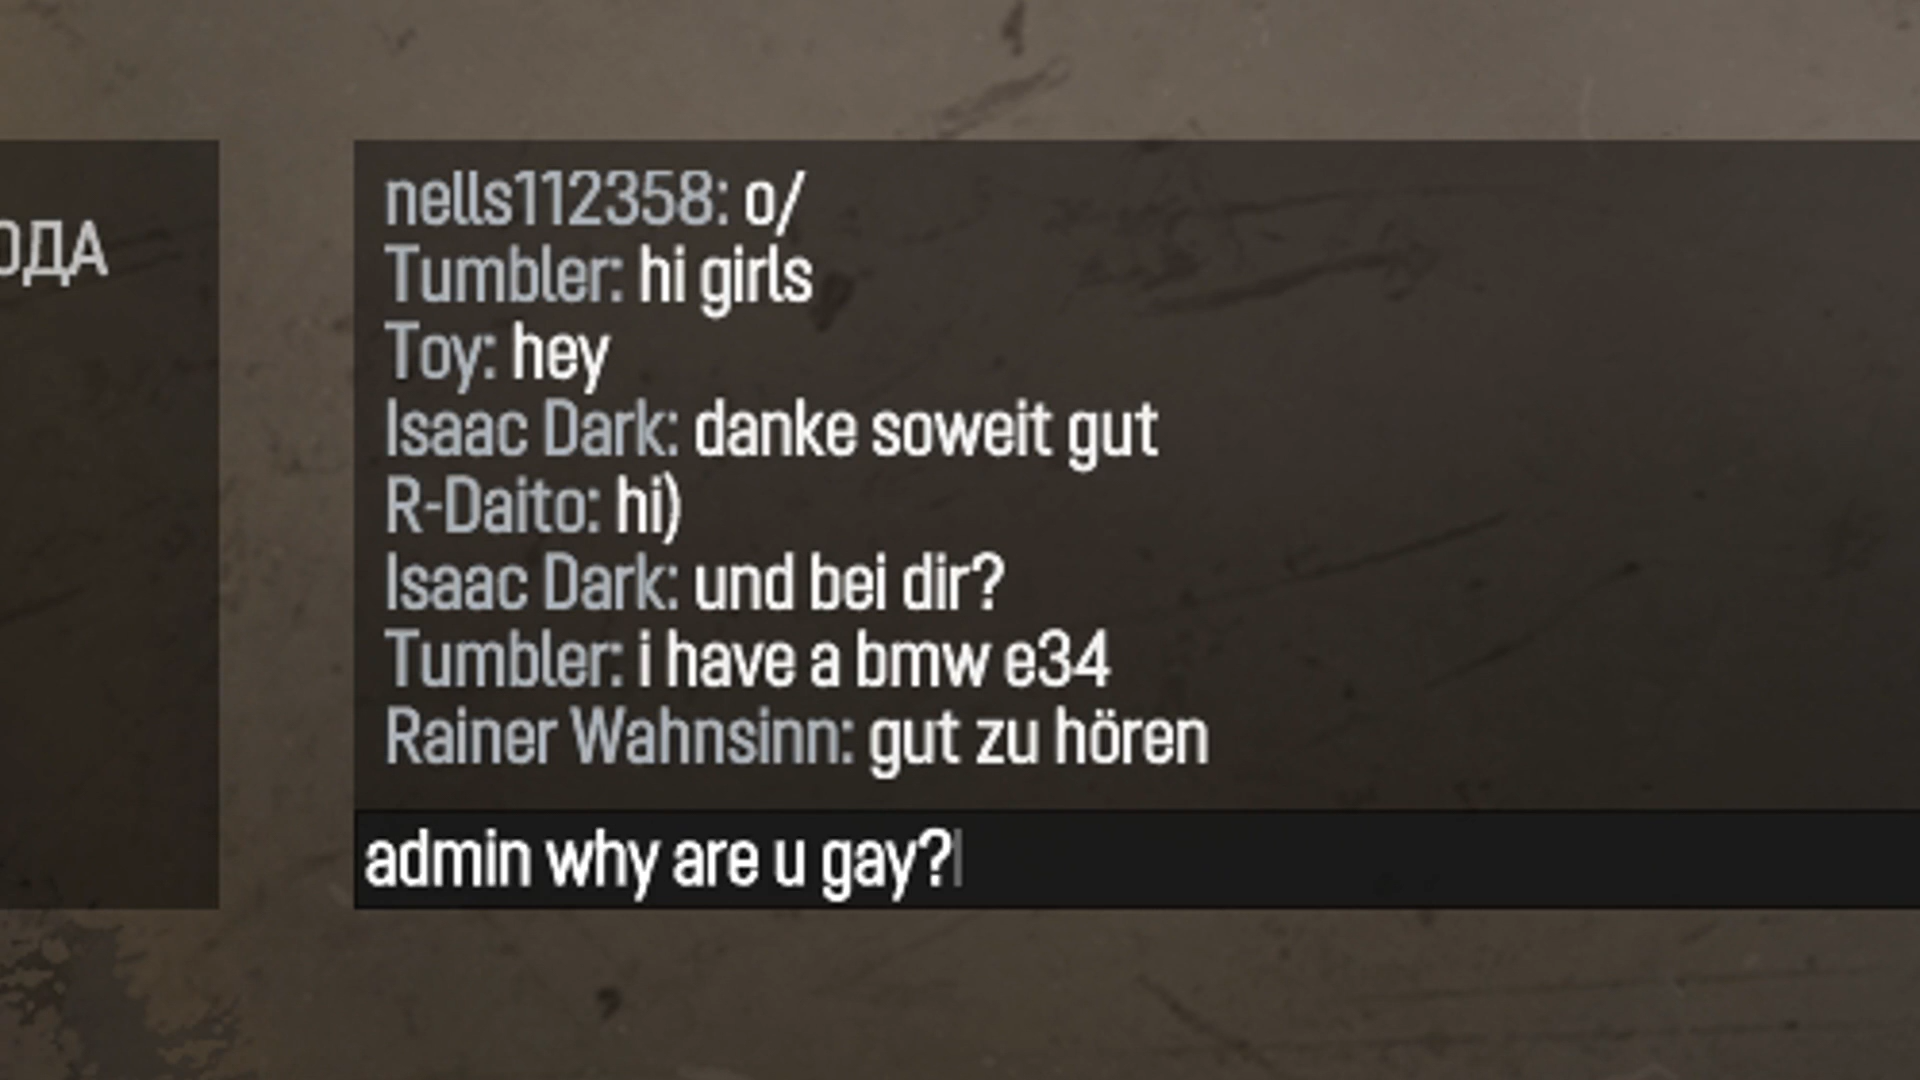 ОДА
nells112358: o/
Tumbler: hi girls
Toy: hey
Isaac Dark: danke soweit gut
R-Daito: hi)
Isaac Dark: und bei dir?
Tumbler: i have a bmw e34
Rainer Wahnsinn: gut zu hören
admin why are u gay?